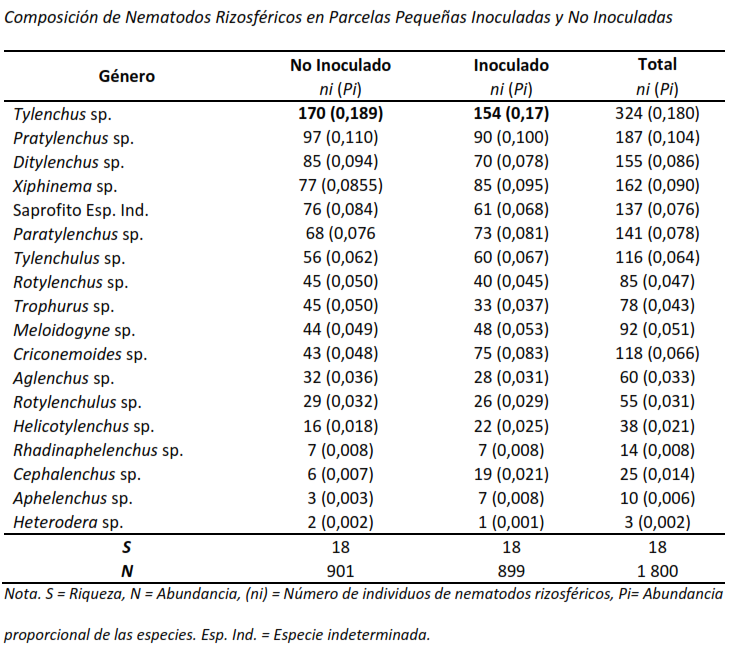 Composición de Nematodos Rizosféricos en Parcelas Pequeñas Inoculadas y No Inoculadas
Género No Inoculado Inoculado Total
ni (Pi) ni (Pi) ni (Pi)
Tylenchus sp. 170 (0,189) 154 (0,17) 324 (0,180)
Pratylenchus sp. 97 (0,110) 90 (0,100) 187 (0,104)
Ditylenchus sp. 85 (0,094) 70 (0,078) 155 (0,086)
Xiphinema sp. 77 (0,0855) 85 (0,095) 162 (0,090)
Saprofito Esp. Ind. 76 (0,084) 61 (0,068) 137 (0,076)
Paratylenchus sp. 68 (0,076 73 (0,081) 141 (0,078)
Tylenchulus sp. 56 (0,062) 60 (0,067) 116 (0,064)
Rotylenchus sp. 45 (0,050) 40 (0,045) 85 (0,047)
Trophurus sp. 45 (0,050) 33 (0,037) 78 (0,043)
Meloidogyne sp. 44 (0,049) 48 (0,053) 92 (0,051)
Criconemoides sp. 43 (0,048) 75 (0,083) 118 (0,066)
Aglenchus sp. 32 (0,036) 28 (0,031) 60 (0,033)
Rotylenchulus sp. 29 (0,032) 26 (0,029) 55 (0,031)
Helicotylenchus sp. 16 (0,018) 22 (0,025) 38 (0,021)
Rhadinaphelenchus sp. 7 (0,008) 7 (0,008) 14 (0,008)
Cephalenchus sp. 6 (0,007) 19 (0,021) 25 (0,014)
Aphelenchus sp. 3 (0,003) 7 (0,008) 10 (0,006)
Heterodera sp. 2 (0,002) 1 (0,001) 3 (0,002)
S 18 18 18
N 901 899 1 800
Nota. S = Riqueza, N = Abundancia, (ni) = Número de individuos de nematodos rizosféricos, Pi= Abundancia
proporcional de las especies. Esp. Ind. = Especie indeterminada.